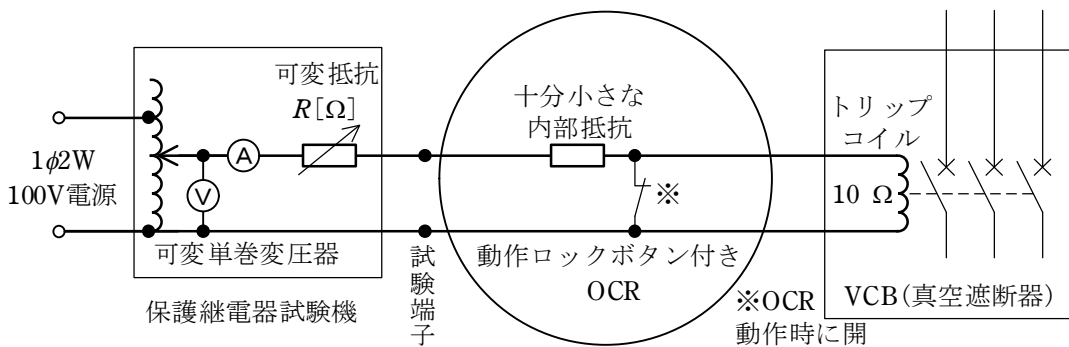 1ϕ2W
100V電源
可変抵抗
R[Ω]
A
V
可変単巻変圧器
保護継電器試験機
試験端子
十分小さな
内部抵抗
※
動作ロックボタン付き
OCR
※OCR
動作時に開
トリップ
コイル
10 Ω
VCB(真空遮断器)